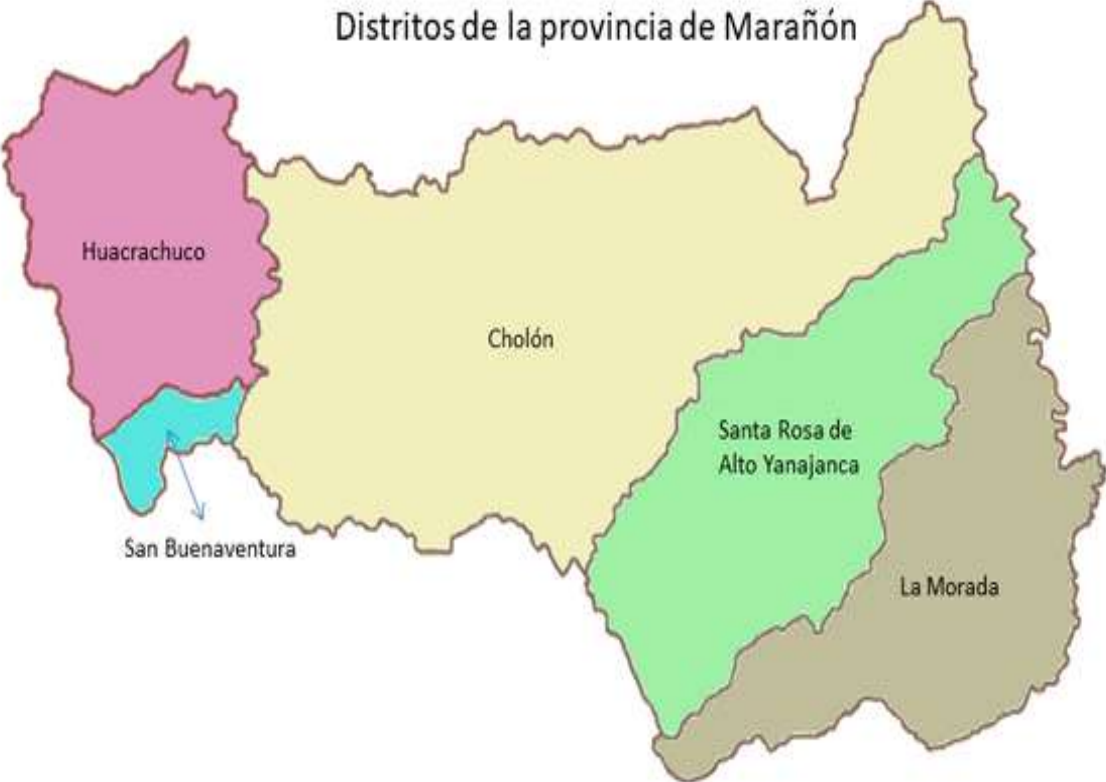 Distritos de la provincia de Marañón
Huacrachuco
Cholón
Santa Rosa de
Alto Yanajanca
San Buenaventura
La Morada